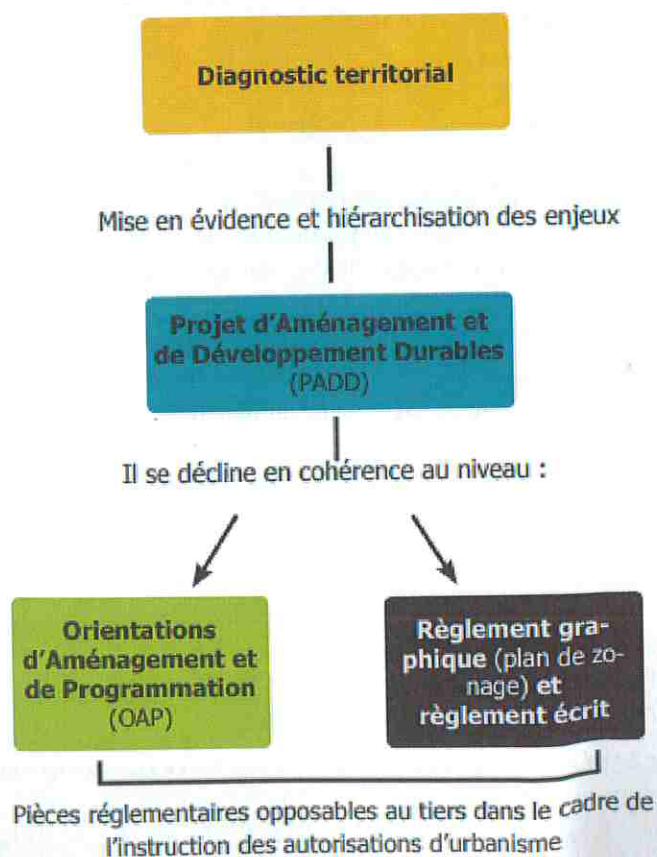 Diagnostic territorial
Mise en évidence et hiérarchisation des enjeux
Projet d'Aménagement et
de Développement Durables
(PADD)
Il se décline en cohérence au niveau :
Orientations
d'Aménagement et
de Programmation
(OAP)
Règlement gra-
phique (plan de zo-
nage) et
règlement écrit
Pièces réglementaires opposables au tiers dans le cadre de
l'instruction des autorisations d'urbanisme